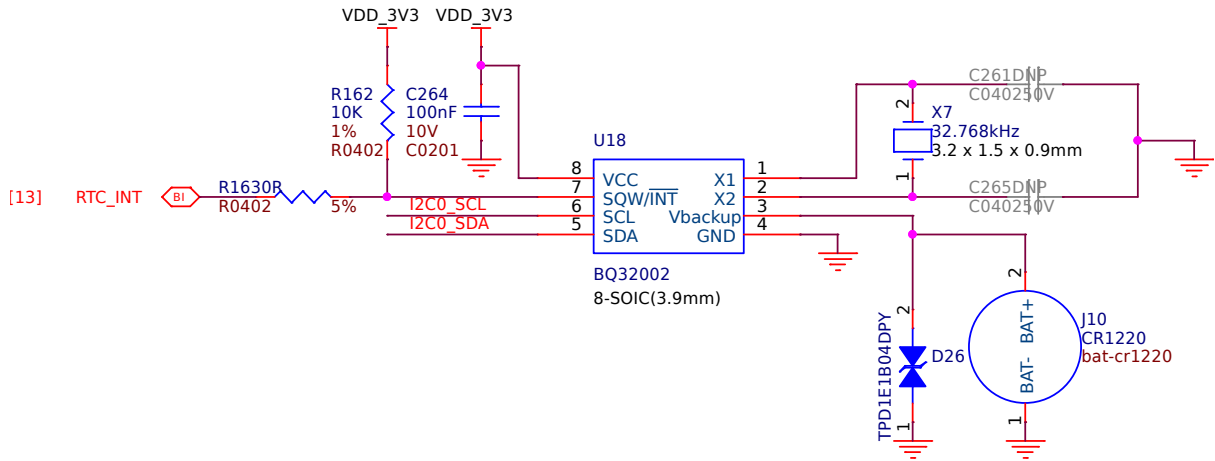 VDD_3V3
VDD_3V3
R162
10K
1%
R0402
C264
100nF
10V
C0201
C261DNP
C040250V
2
X7
32.768kHz
3.2 x 1.5 x 0.9mm
1
U18
8
VCC
X1
1
[13]
RTC_INT
BI
R1630R
R0402
5%
7
SQW/INT
X2
2
C265DNP
C040250V
I2C0_SCL
6
SCL
Vbackup
3
I2C0_SDA
5
SDA
GND
4
BQ32002
8-SOIC(3.9mm)
2
TPD1E1B04DPY
D26
1
2
BAT+
BAT-
1
J10
CR1220
bat-cr1220